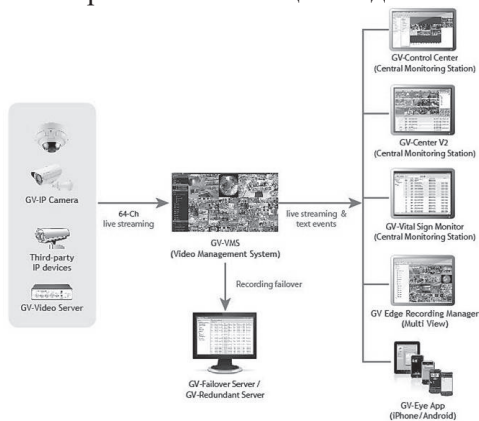 GV-IP Camera
Third-party
IP devices
GV-Video Server
64-Ch
live streaming
GV-VMS
(Video Management System)
live streaming &
text events
Recording failover
GV-Failover Server /
GV-Redundant Server
GV-Control Center
(Central Monitoring Station)
GV-Center V2
(Central Monitoring Station)
GV-Vital Sign Monitor
(Central Monitoring Station)
GV Edge Recording Manager
(Multi View)
GV-Eye App
(iPhone/Android)